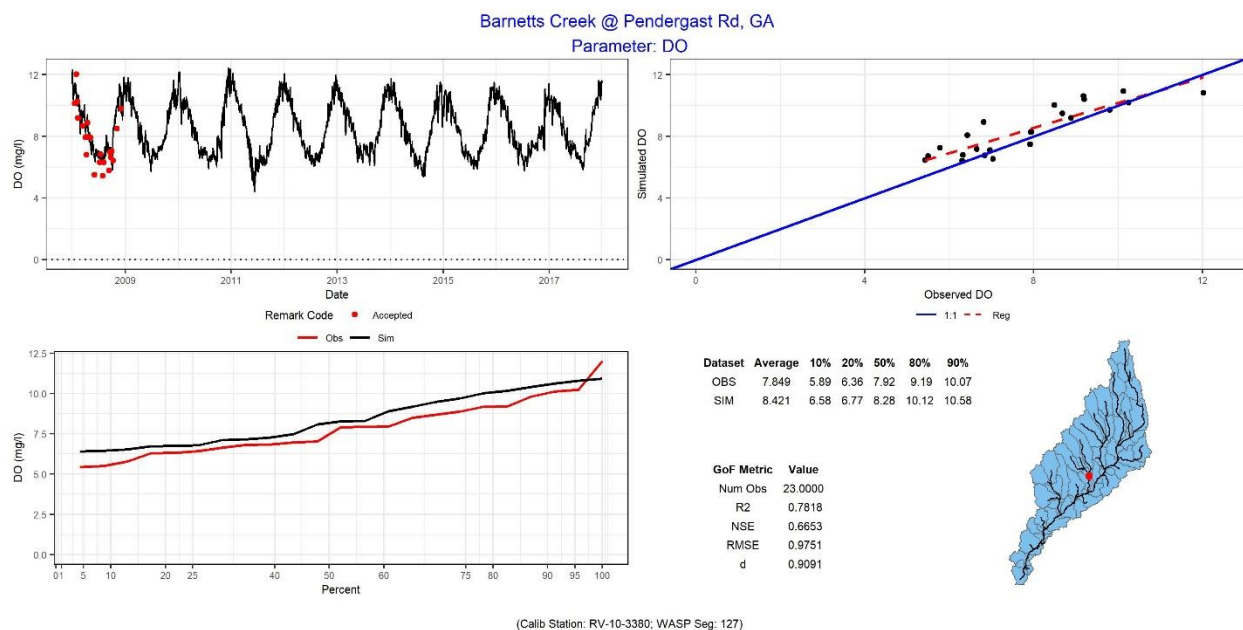 Barnetts Creek @ Pendergast Rd, GA
Parameter: DO
12
8
4
0
DO (mg/l)
2009
2011
2013
2015
2017
Date
Remark Code Accepted
12
8
4
0
Simulated DO
0
4
8
12
Observed DO
1:1 Reg
Obs Sim
12.5
10.0
7.5
5.0
2.5
0.0
DO (mg/l)
0 1 5 10 20 25 40 50 60 75 80 90 95 100
Percent
Dataset Average 10% 20% 50% 80% 90%
OBS 7.849 5.89 6.36 7.92 9.19 10.07
SIM 8.421 6.58 6.77 8.28 10.12 10.58
GoF Metric Value
Num Obs 23.0000
R2 0.7818
NSE 0.6653
RMSE 0.9751
d 0.9091
(Calib Station: RV-10-3380; WASP Seg: 127)